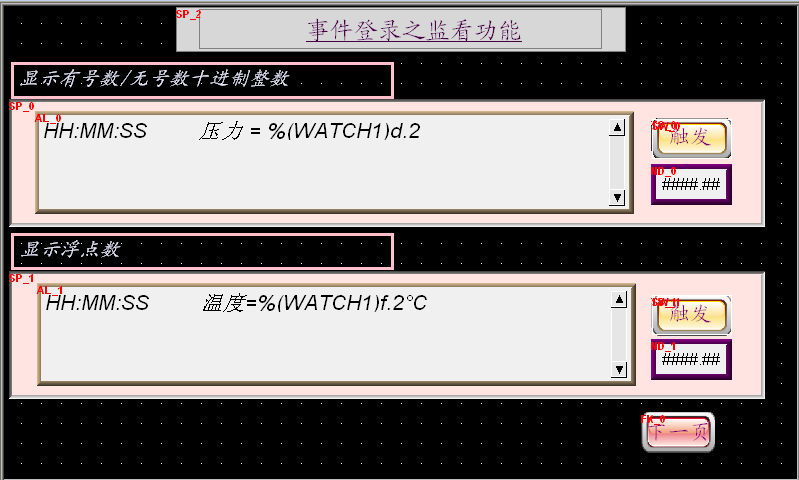 SP_2
事件登录之监看功能
显示有号数/无号数十进制整数
SP_0
AL_0
HH:MM:SS 压力 = %(WATCH1)d.2
触发
ND_0
####.##
显示浮点数
SP_1
AL_1
HH:MM:SS 温度=%(WATCH1)f.2°C
触发
ND_1
####.##
FK_0
下一页